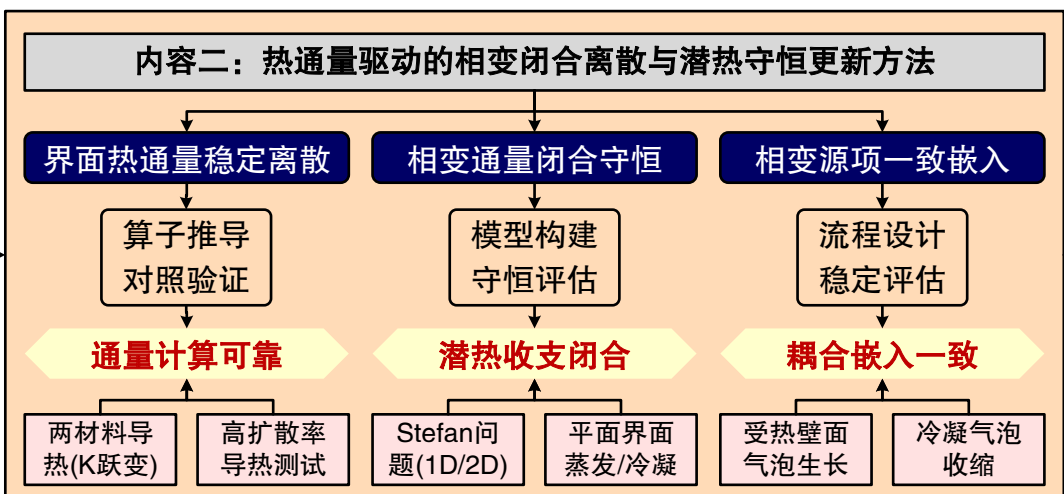 内容二：热通量驱动的相变闭合离散与潜热守恒更新方法
界面热通量稳定离散
相变通量闭合守恒
相变源项一致嵌入
算子推导
对照验证
模型构建
守恒评估
流程设计
稳定评估
通量计算可靠
潜热收支闭合
耦合嵌入一致
两材料导
热(K跃变)
高扩散率
导热测试
Stefan问
题(1D/2D)
平面界面
蒸发/冷凝
受热壁面
气泡生长
冷凝气泡
收缩